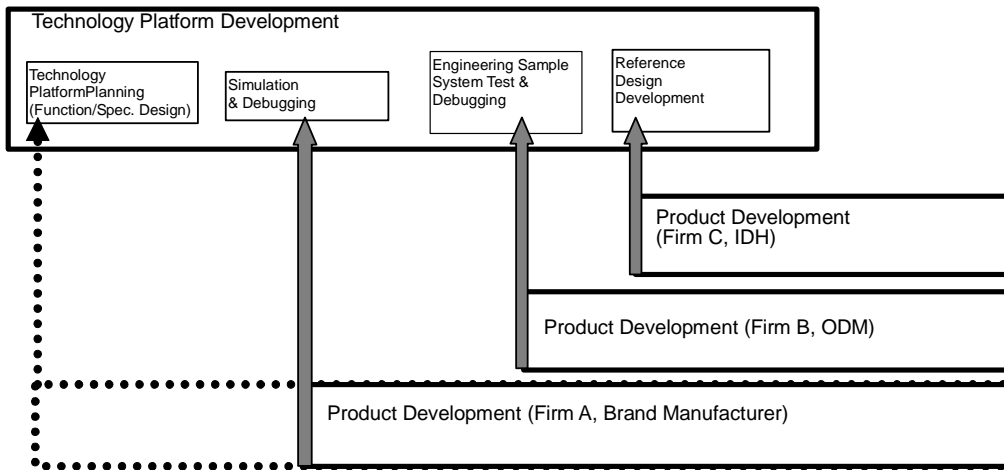 Technology Platform Development
Technology
PlatformPlanning
(Function/Spec. Design)
Simulation
& Debugging
Engineering Sample
System Test &
Debugging
Reference
Design
Development
Product Development
(Firm C, IDH)
Product Development (Firm B, ODM)
Product Development (Firm A, Brand Manufacturer)